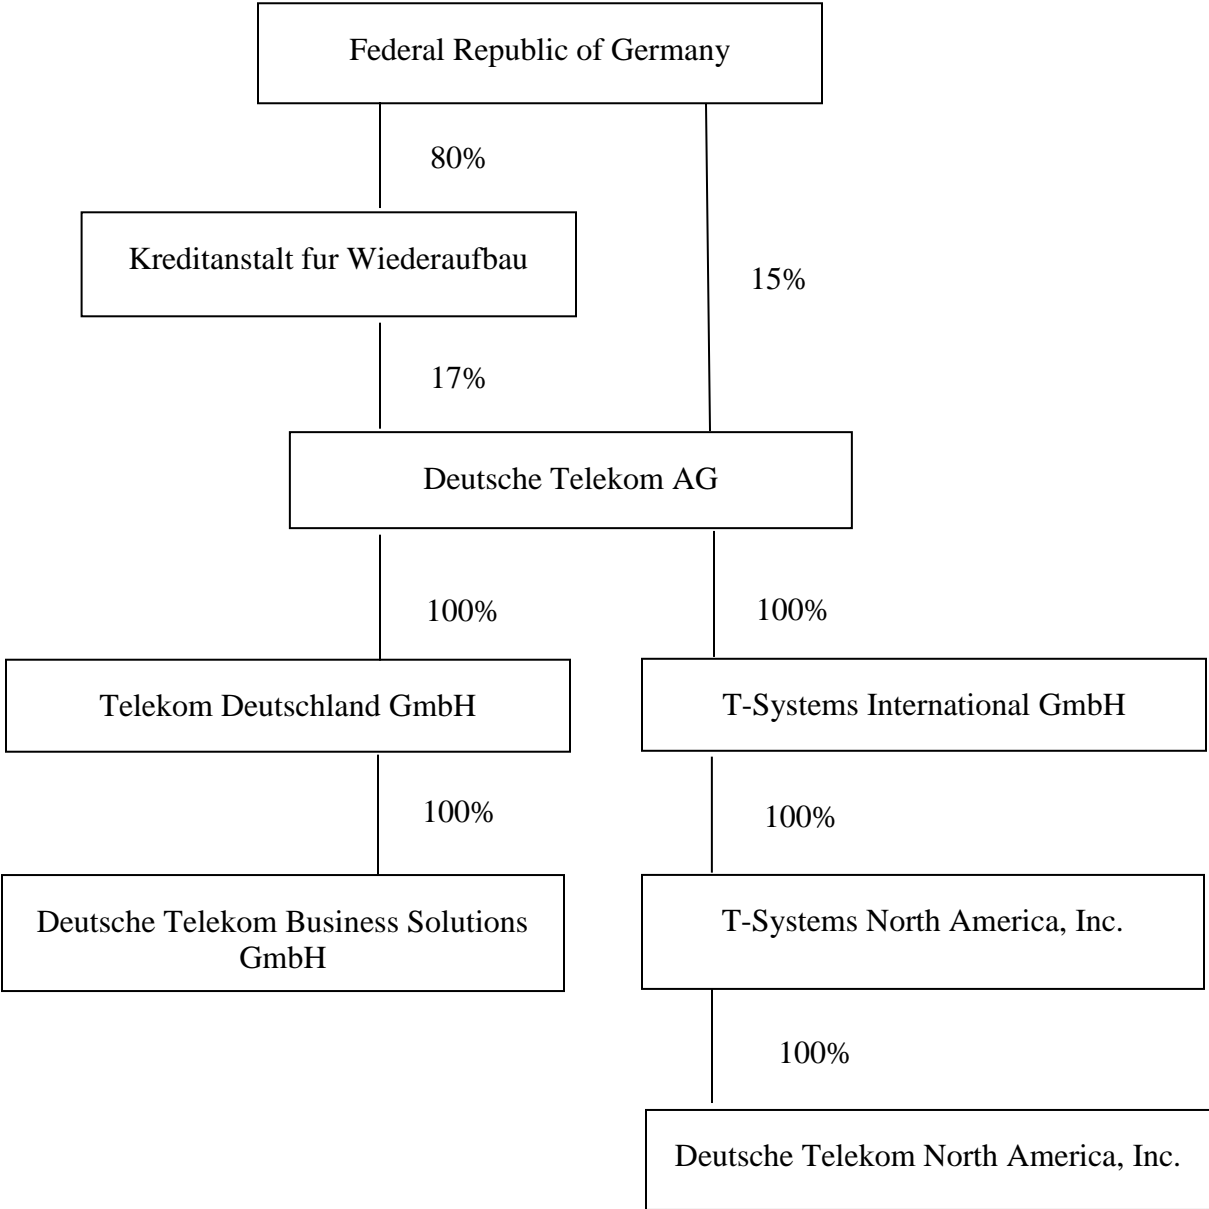 Federal Republic of Germany
80%
Kreditanstalt fur Wiederaufbau
15%
17%
Deutsche Telekom AG
100%
100%
Telekom Deutschland GmbH
T-Systems International GmbH
100%
100%
Deutsche Telekom Business Solutions
GmbH
T-Systems North America, Inc.
100%
Deutsche Telekom North America, Inc.